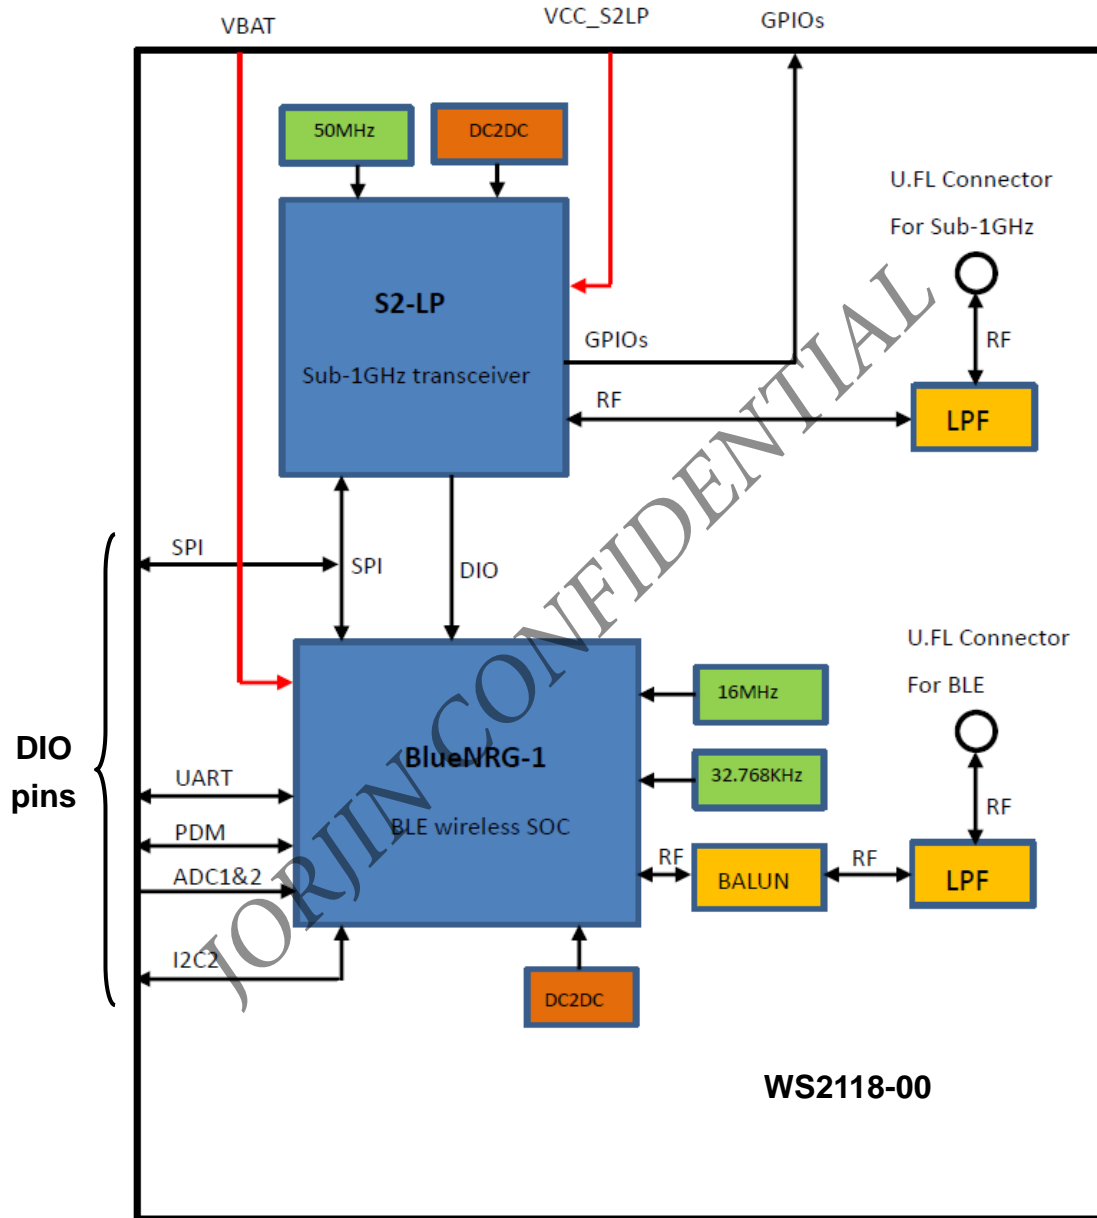 VBAT
VCC_S2LP
GPIOs
50MHz
DC2DC
U.FL Connector
For Sub-1GHz
S2-LP
Sub-1GHz transceiver
GPIOs
RF
RF
LPF
SPI
SPI
DIO
U.FL Connector
For BLE
16MHz
32.768KHz
BlueNRG-1
BLE wireless SOC
DIO
pins
UART
PDM
ADC1&2
I2C2
RF
BALUN
RF
RF
LPF
DC2DC
WS2118-00
JORJIN CONFIDENTIAL